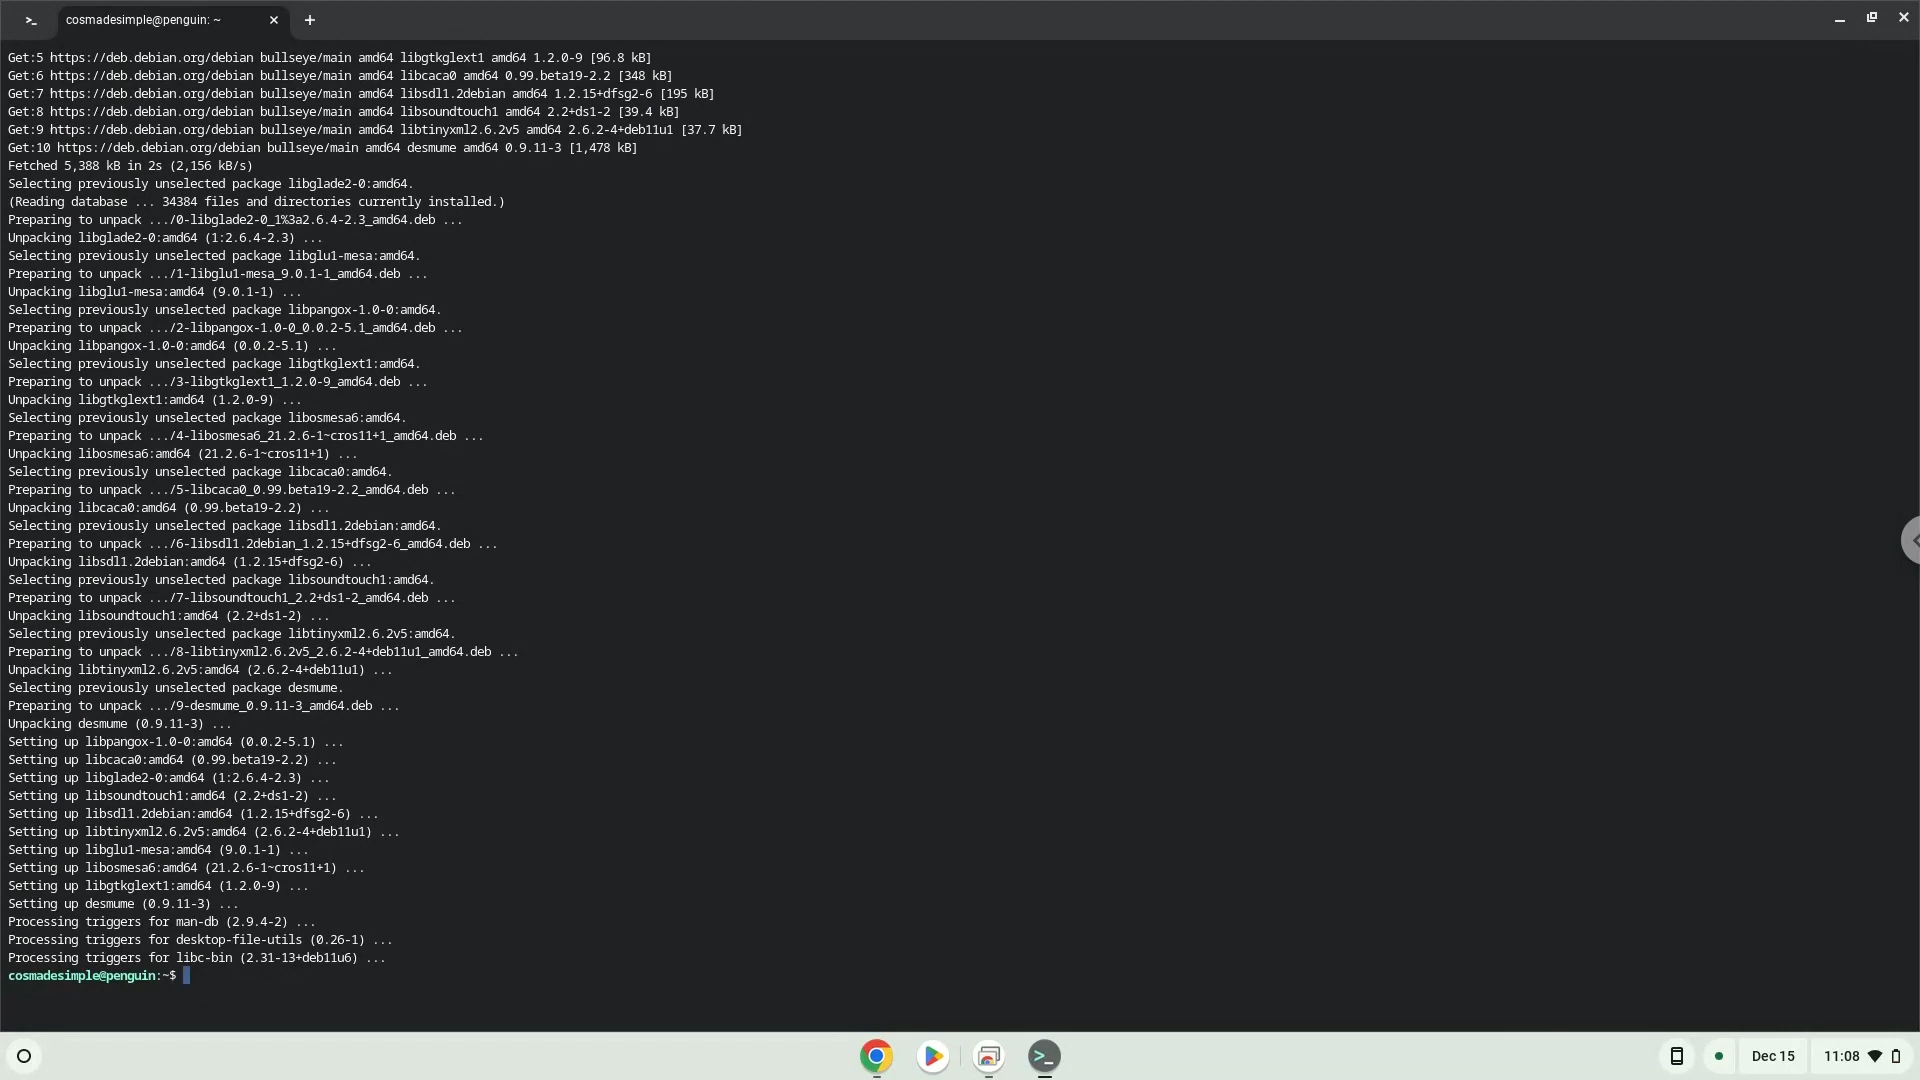 cosmadesimple@penguin: ~
Get:5 https://deb.debian.org/debian bullseye/main amd64 libgtkglext1 amd64 1.2.0-9 [96.8 kB]
Get:6 https://deb.debian.org/debian bullseye/main amd64 libcaca0 amd64 0.99.beta19-2.2 [348 kB]
Get:7 https://deb.debian.org/debian bullseye/main amd64 libsdl1.2debian amd64 1.2.15+dfsg2-6 [195 kB]
Get:8 https://deb.debian.org/debian bullseye/main amd64 libsoundtouch1 amd64 2.2+ds1-2 [39.4 kB]
Get:9 https://deb.debian.org/debian bullseye/main amd64 libtinyxml2.6.2v5 amd64 2.6.2-4+deb11u1 [37.7 kB]
Get:10 https://deb.debian.org/debian bullseye/main amd64 desmume amd64 0.9.11-3 [1,478 kB]
Fetched 5,388 kB in 2s (2,156 kB/s)
Selecting previously unselected package libglade2-0:amd64.
(Reading database ... 34384 files and directories currently installed.)
Preparing to unpack .../0-libglade2-0_1%3a2.6.4-2.3_amd64.deb ...
Unpacking libglade2-0:amd64 (1:2.6.4-2.3) ...
Selecting previously unselected package libglu1-mesa:amd64.
Preparing to unpack .../1-libglu1-mesa_9.0.1-1_amd64.deb ...
Unpacking libglu1-mesa:amd64 (9.0.1-1) ...
Selecting previously unselected package libpangox-1.0-0:amd64.
Preparing to unpack .../2-libpangox-1.0-0_0.0.2-5.1_amd64.deb ...
Unpacking libpangox-1.0-0:amd64 (0.0.2-5.1) ...
Selecting previously unselected package libgtkglext1:amd64.
Preparing to unpack .../3-libgtkglext1_1.2.0-9_amd64.deb ...
Unpacking libgtkglext1:amd64 (1.2.0-9) ...
Selecting previously unselected package libosmesa6:amd64.
Preparing to unpack .../4-libosmesa6_21.2.6-1~cros11+1_amd64.deb ...
Unpacking libosmesa6:amd64 (21.2.6-1~cros11+1) ...
Selecting previously unselected package libcaca0:amd64.
Preparing to unpack .../5-libcaca0_0.99.beta19-2.2_amd64.deb ...
Unpacking libcaca0:amd64 (0.99.beta19-2.2) ...
Selecting previously unselected package libsdl1.2debian:amd64.
Preparing to unpack .../6-libsdl1.2debian_1.2.15+dfsg2-6_amd64.deb ...
Unpacking libsdl1.2debian:amd64 (1.2.15+dfsg2-6) ...
Selecting previously unselected package libsoundtouch1:amd64.
Preparing to unpack .../7-libsoundtouch1_2.2+ds1-2_amd64.deb ...
Unpacking libsoundtouch1:amd64 (2.2+ds1-2) ...
Selecting previously unselected package libtinyxml2.6.2v5:amd64.
Preparing to unpack .../8-libtinyxml2.6.2v5_2.6.2-4+deb11u1_amd64.deb ...
Unpacking libtinyxml2.6.2v5:amd64 (2.6.2-4+deb11u1) ...
Selecting previously unselected package desmume.
Preparing to unpack .../9-desmume_0.9.11-3_amd64.deb ...
Unpacking desmume (0.9.11-3) ...
Setting up libpangox-1.0-0:amd64 (0.0.2-5.1) ...
Setting up libcaca0:amd64 (0.99.beta19-2.2) ...
Setting up libglade2-0:amd64 (1:2.6.4-2.3) ...
Setting up libsoundtouch1:amd64 (2.2+ds1-2) ...
Setting up libsdl1.2debian:amd64 (1.2.15+dfsg2-6) ...
Setting up libtinyxml2.6.2v5:amd64 (2.6.2-4+deb11u1) ...
Setting up libglu1-mesa:amd64 (9.0.1-1) ...
Setting up libosmesa6:amd64 (21.2.6-1~cros11+1) ...
Setting up libgtkglext1:amd64 (1.2.0-9) ...
Setting up desmume (0.9.11-3) ...
Processing triggers for man-db (2.9.4-2) ...
Processing triggers for desktop-file-utils (0.26-1) ...
Processing triggers for libc-bin (2.31-13+deb11u6) ...
cosmadesimple@penguin:~$
Dec 15 11:08